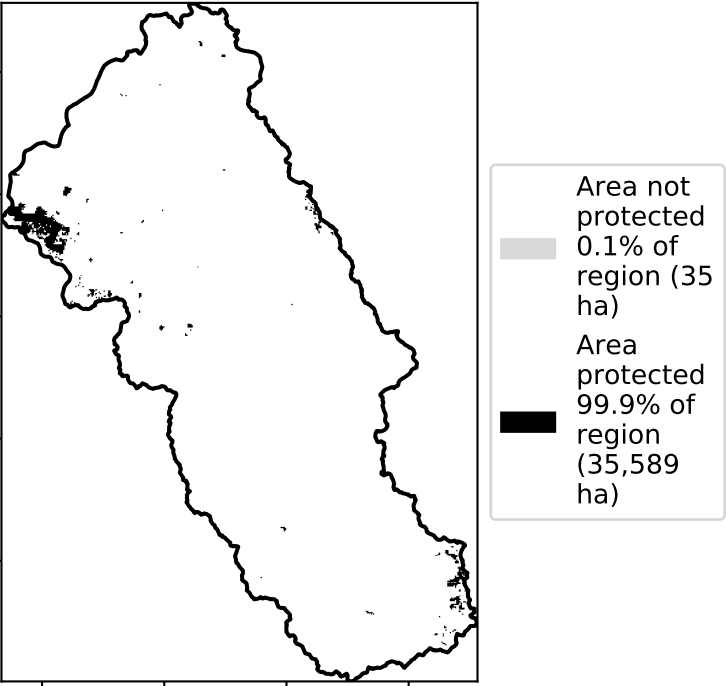 Area not
protected
0.1% of
region (35
ha)
Area
protected
99.9% of
region
(35,589
ha)